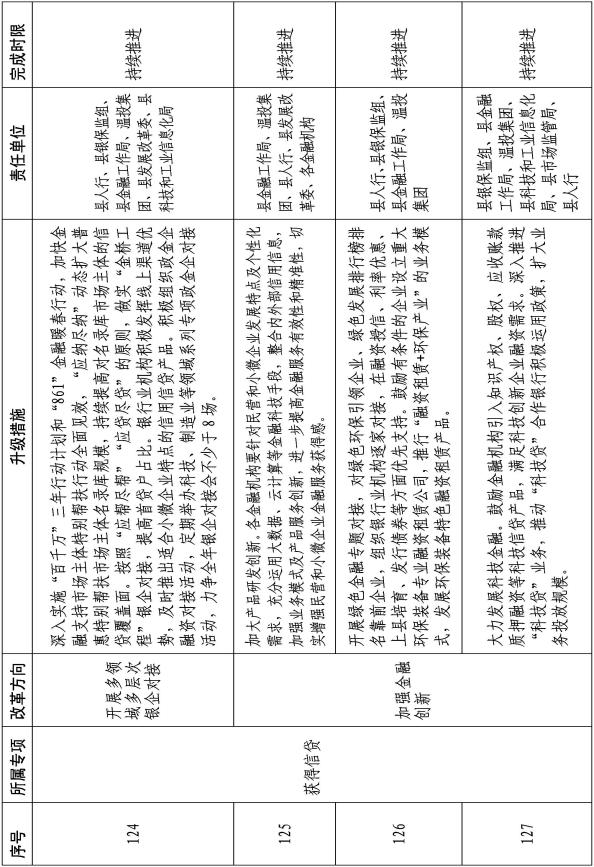 序号
所属专项
改革方向
升级措施
责任单位
完成时限
124
获得信贷
开展多领
域多层次
银企对接
深入实施“百千万”三年行动计划和“861”金融暖春行动，加快金
融支持市场主体特别帮扶行动全面见效，“应纳尽纳”动态扩大普
惠特别帮扶市场主体名录库规模，持续提高对名录库市场主体的信
贷覆盖面。按照“应帮尽帮”“应贷尽贷”的原则，做实“金桥工
程”银企对接，提高首贷户占比。银行业机构积极发挥线上渠道优
势，及时推出适合小微企业特点的信用信贷产品。积极组织政金企
融资对接活动，定期举办科技、制造业等领域系列专项政金企对接
活动，力争全年银企对接会不少于 8 场。
县人行、县银保监组、
县金融工作局、温投集
团、县发展改革委、县
科技和工业信息化局
持续推进
125
加强金融
创新
加大产品研发创新。各金融机构要针对民营和小微企业发展特点及个性化
需求，充分运用大数据、云计算等金融科技手段，整合内外部信用信息，
加强业务模式及产品服务创新，进一步提高金融服务有效性和精准性，切
实增强民营和小微企业金融服务获得感。
县金融工作局、温投集
团、县人行、县发展改
革委、各金融机构
持续推进
126
开展绿色金融专题对接，对绿色环保引领企业、绿色发展排行榜排
名靠前企业，组织银行业机构逐家对接，在融资授信、利率优惠、
上县培育、发行债券等方面优先支持。鼓励有条件的企业设立重大
环保装备专业融资租赁公司，推行“融资租赁+环保产业”的业务模
式，发展环保装备特色融资租赁产品。
县人行、县银保监组、
县金融工作局、温投
集团
持续推进
127
大力发展科技金融。鼓励金融机构引入知识产权、股权、应收账款
质押融资等科技信贷产品，满足科技创新企业融资需求。深入推进
“科技贷”业务，推动“科技贷”合作银行积极运用政策，扩大业
务投放规模。
县银保监组、县金融
工作局、温投集团、
县科技和工业信息化
局、县市场监管局、
县人行
持续推进